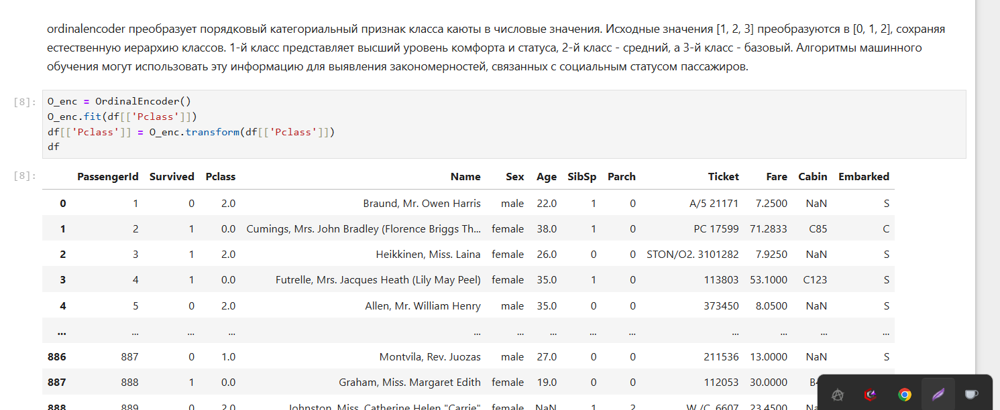 ordinalencoder преобразует порядковый категориальный признак класса каюты в числовые значения. Исходные значения [1, 2, 3] преобразуются в [0, 1, 2], сохраняя
естественную иерархию классов. 1-й класс представляет высший уровень комфорта и статуса, 2-й класс - средний, а 3-й класс - базовый. Алгоритмы машинного
обучения могут использовать эту информацию для выявления закономерностей, связанных с социальным статусом пассажиров.
[8]: O_enc = OrdinalEncoder()
O_enc.fit(df[['Pclass']])
df[['Pclass']] = O_enc.transform(df[['Pclass']])
df
[8]: PassengerId Survived Pclass Name Sex Age SibSp Parch Ticket Fare Cabin Embarked
0 1 0 2.0 Braund, Mr. Owen Harris male 22.0 1 0 A/5 21171 7.2500 NaN S
1 2 1 0.0 Cumings, Mrs. John Bradley (Florence Briggs Th... female 38.0 1 0 PC 17599 71.2833 C85 C
2 3 1 2.0 Heikkinen, Miss. Laina female 26.0 0 0 STON/O2. 3101282 7.9250 NaN S
3 4 1 0.0 Futrelle, Mrs. Jacques Heath (Lily May Peel) female 35.0 1 0 113803 53.1000 C123 S
4 5 0 2.0 Allen, Mr. William Henry male 35.0 0 0 373450 8.0500 NaN S
... ... ... ... ... ... ... ... ... ... ... ... ...
886 887 0 1.0 Montvila, Rev. Juozas male 27.0 0 0 211536 13.0000 NaN S
887 888 1 0.0 Graham, Miss. Margaret Edith female 19.0 0 0 112053 30.0000
888 889 0 2.0 Johnston, Miss. Catherine Helen "Carrie" female NaN 1 2 W./C. 6607 23.4500